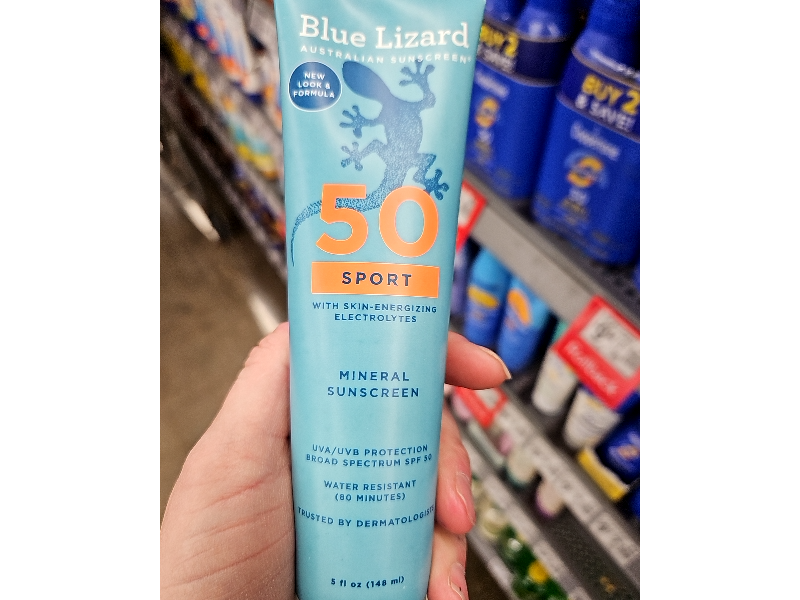 Blue Lizard
AUSTRALIAN SUNSCREEN®
NEW
LOOK &
FORMULA
50
SPORT
WITH SKIN-ENERGIZING
ELECTROLYTES
MINERAL
SUNSCREEN
UVA/UVB PROTECTION
BROAD SPECTRUM SPF 50
WATER RESISTANT
(80 MINUTES)
TRUSTED BY DERMATOLOGISTS
5 fl oz (148 ml)
BUY 2
BUY 2
& SAVE!